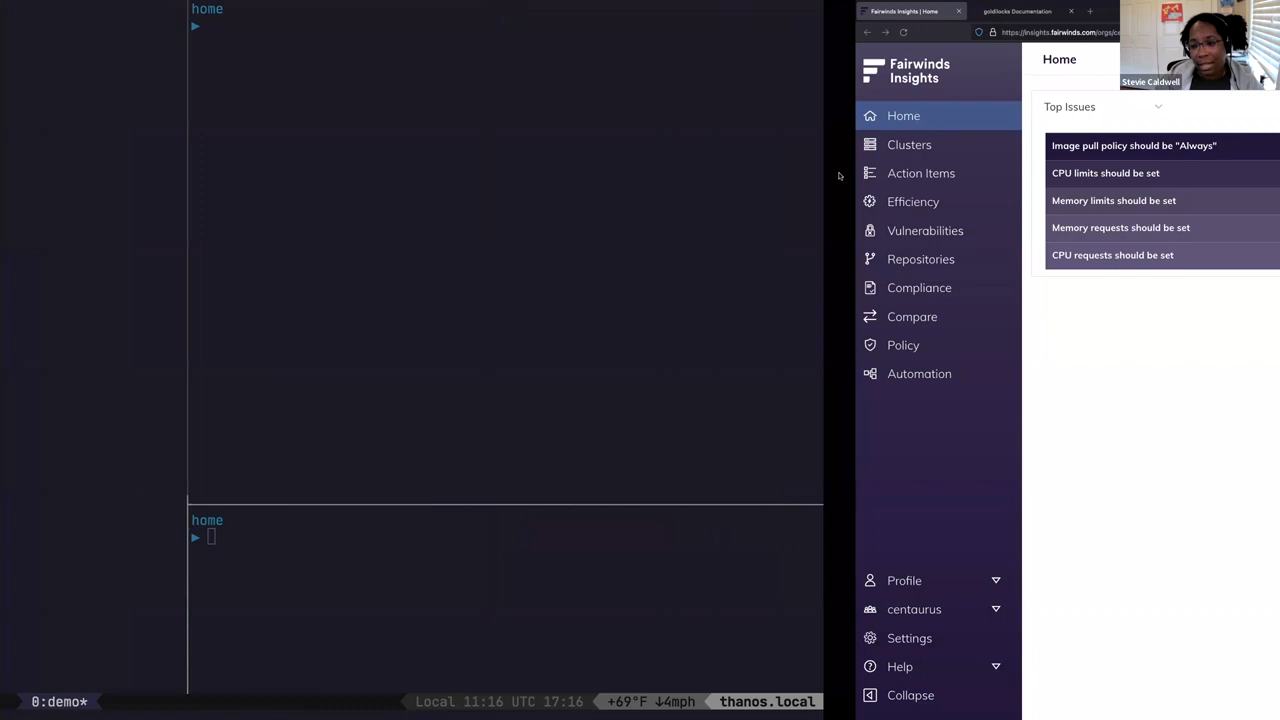 home
▶
home
▶
0:demo*
Local 11:16 UTC 17:16
+69°F ↓4mph
thanos.local
Fairwinds Insights | Home
goldilocks Documentation
https://insights.fairwinds.com/orgs/ce
Fairwinds
Insights
Home
Clusters
Action Items
Efficiency
Vulnerabilities
Repositories
Compliance
Compare
Policy
Automation
Profile
centaurus
Settings
Help
Collapse
Home
Top Issues
Image pull policy should be "Always"
CPU limits should be set
Memory limits should be set
Memory requests should be set
CPU requests should be set
Stevie Caldwell